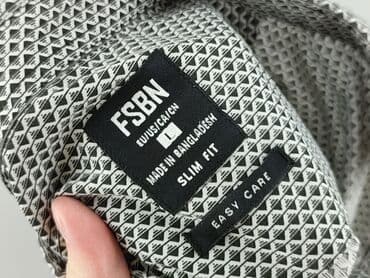 FSBN
EU/US/CA/CN
L
MADE IN BANGLADESH
SLIM FIT
EASY CARE